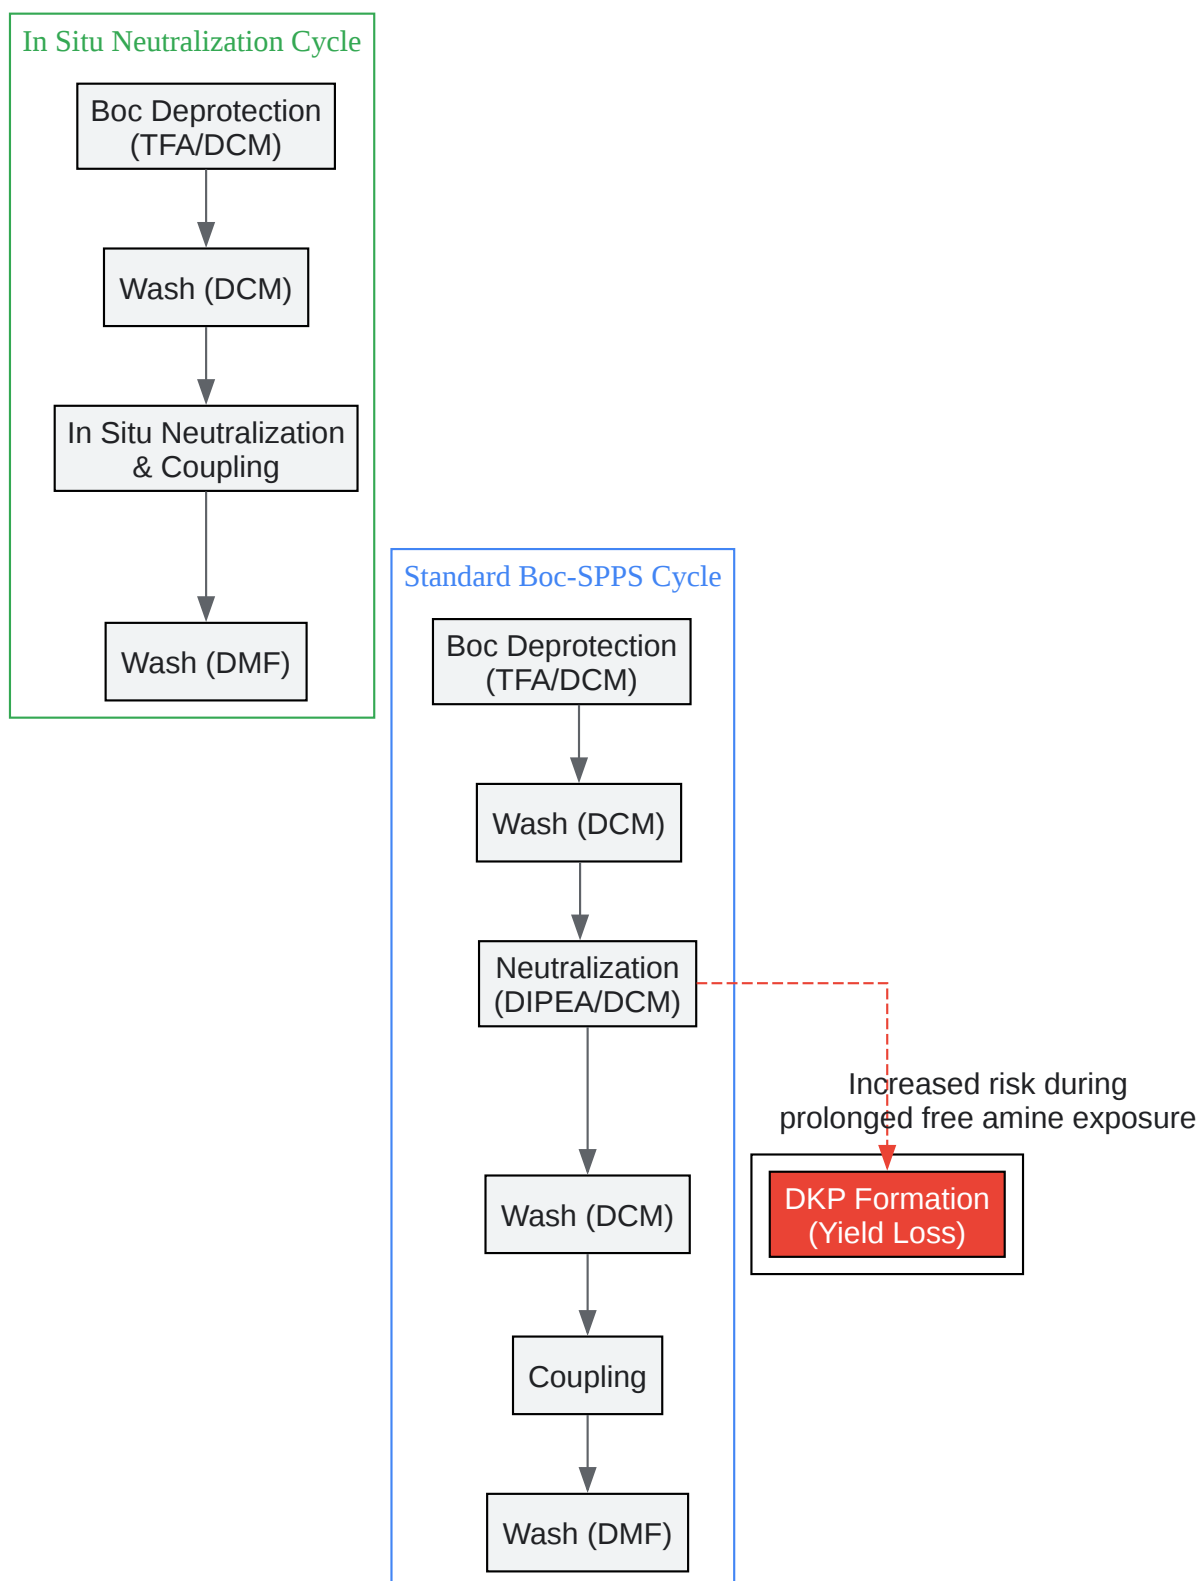 In Situ Neutralization Cycle
Boc Deprotection
(TFA/DCM)
Wash (DCM)
In Situ Neutralization
& Coupling
Wash (DMF)
Standard Boc-SPPS Cycle
Boc Deprotection
(TFA/DCM)
Wash (DCM)
Neutralization
(DIPEA/DCM)
Increased risk during
prolonged free amine exposure
DKP Formation
(Yield Loss)
Wash (DCM)
Coupling
Wash (DMF)